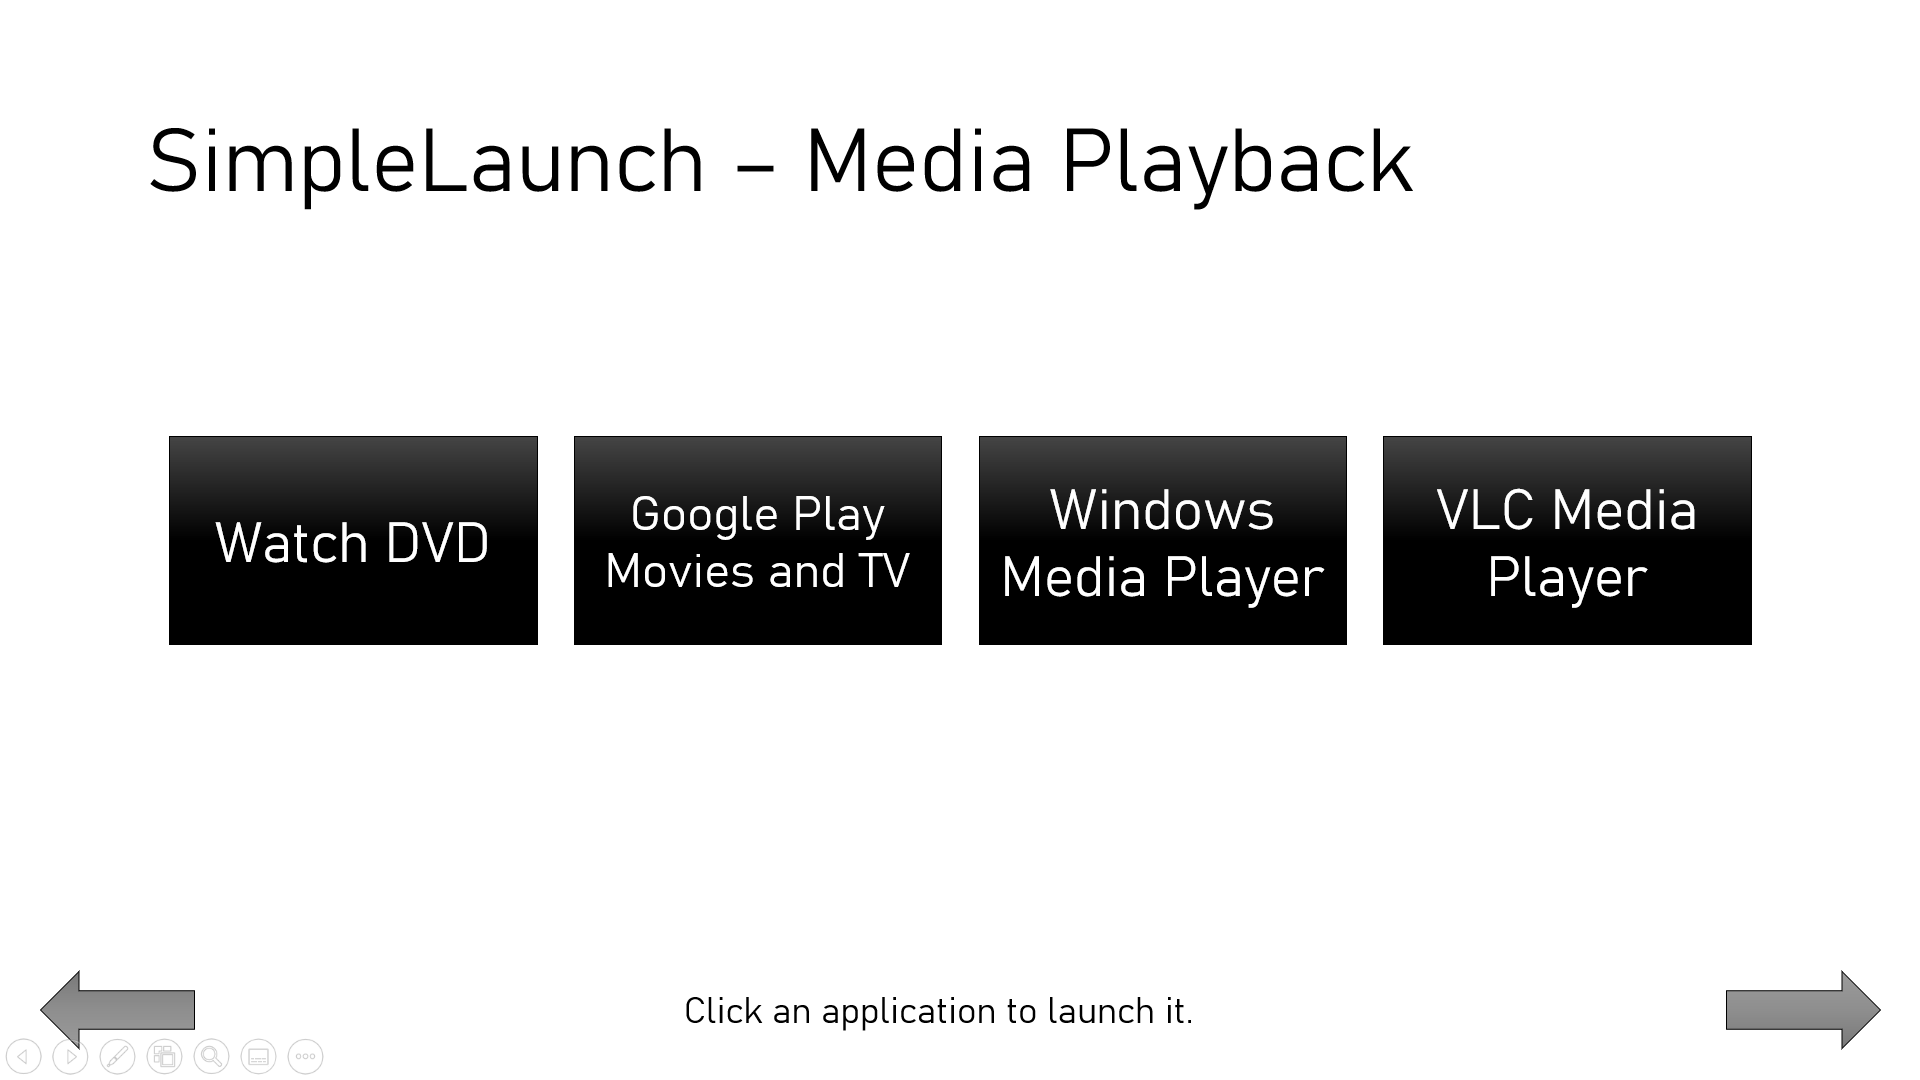 SimpleLaunch – Media Playback
Watch DVD
Google Play
Movies and TV
Windows
Media Player
VLC Media
Player
Click an application to launch it.